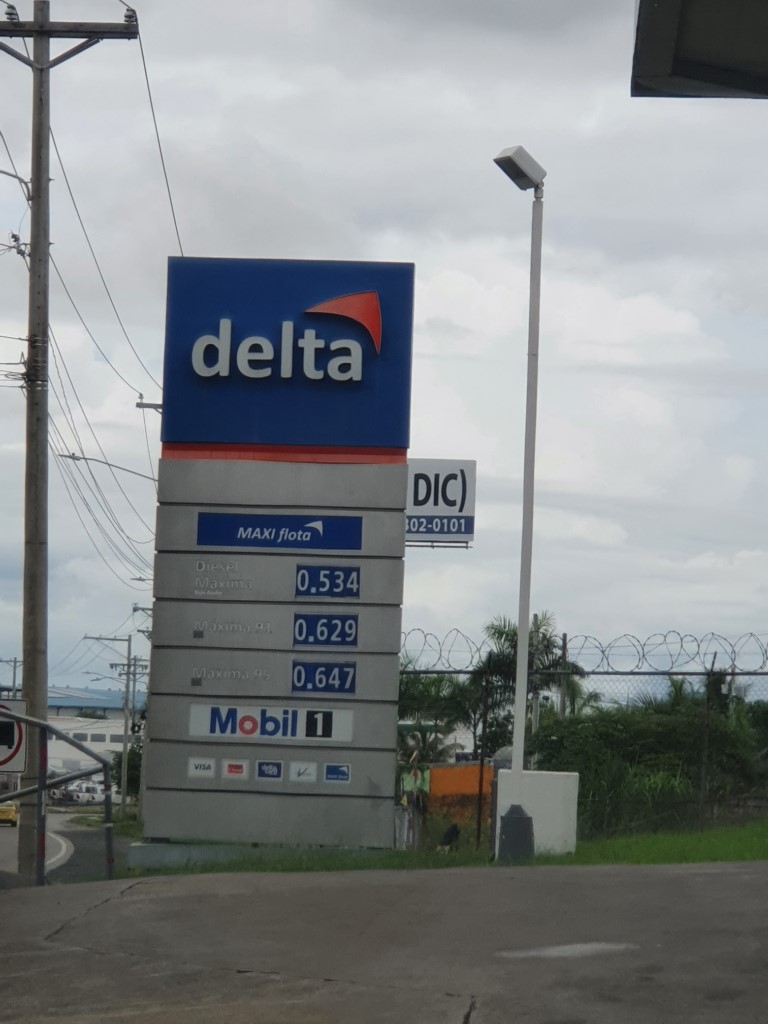 delta
DIC)
302-0101
MAXI flota
Diesel
Maxima
0.534
Maxima 91
0.629
Maxima 95
0.647
Mobil 1
VISA